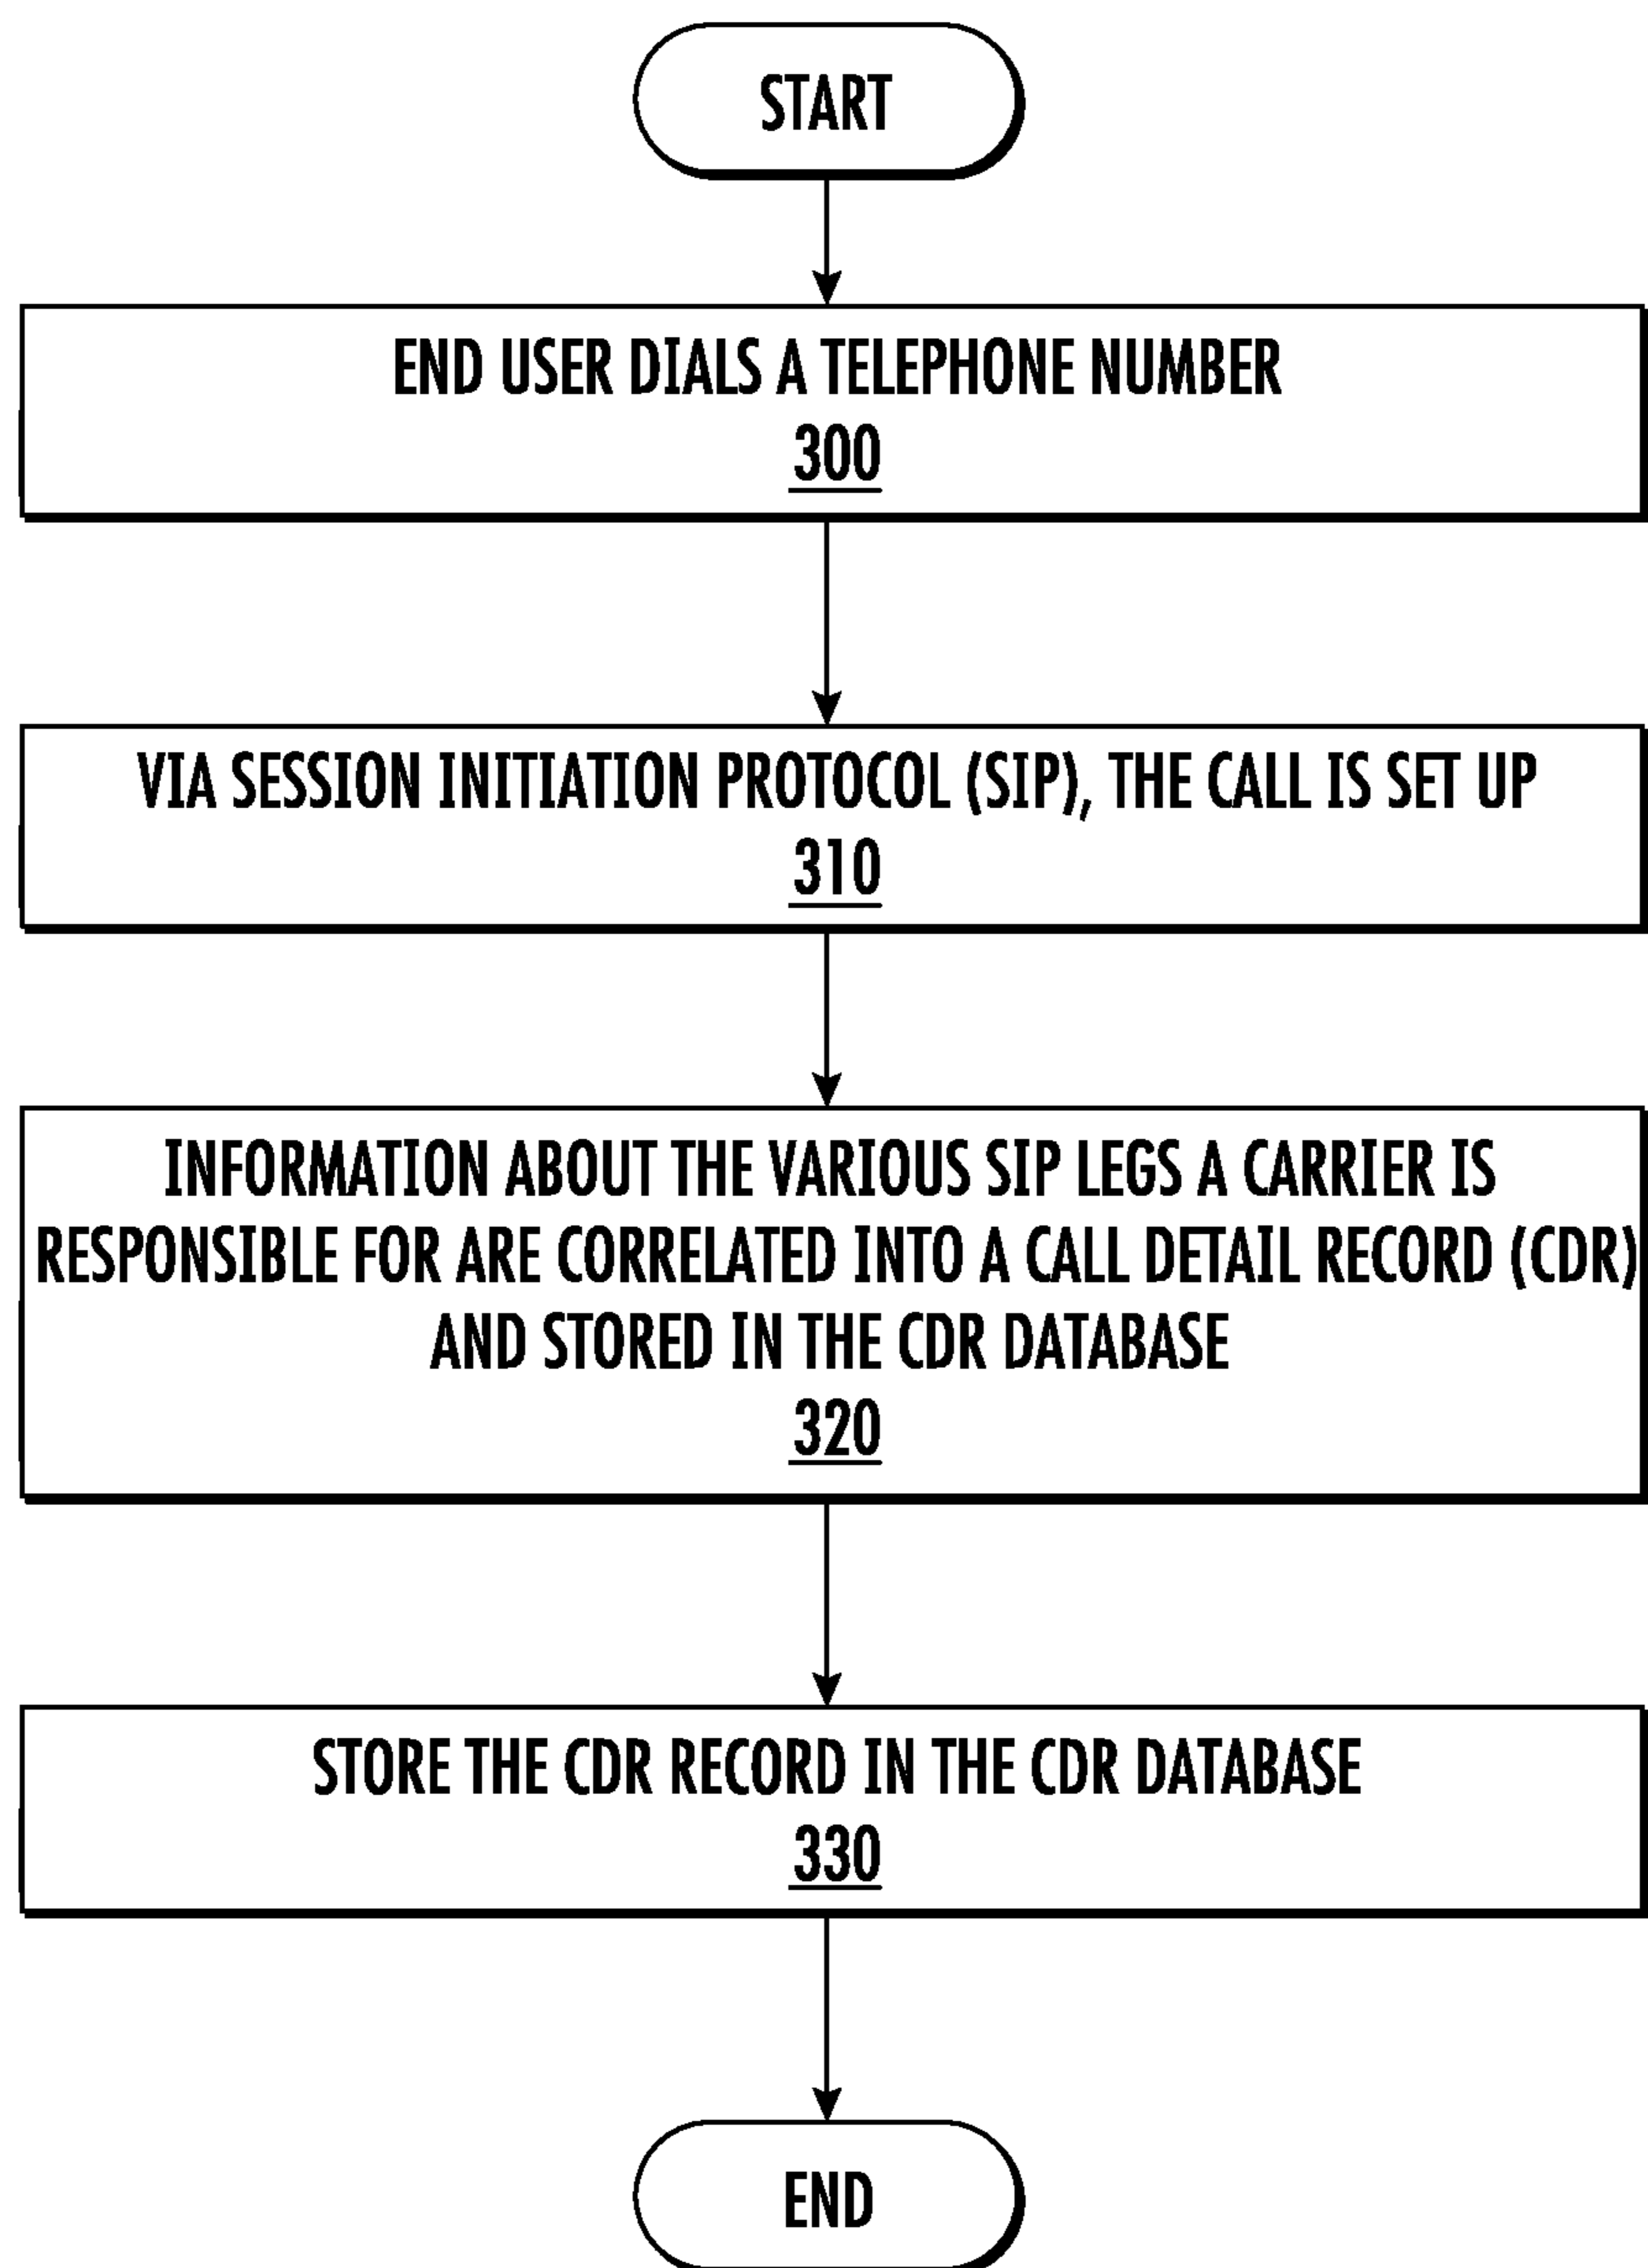 START
END USER DIALS A TELEPHONE NUMBER
300
VIA SESSION INITIATION PROTOCOL (SIP), THE CALL IS SET UP
310
INFORMATION ABOUT THE VARIOUS SIP LEGS A CARRIER IS
RESPONSIBLE FOR ARE CORRELATED INTO A CALL DETAIL RECORD (CDR)
AND STORED IN THE CDR DATABASE
320
STORE THE CDR RECORD IN THE CDR DATABASE
330
END